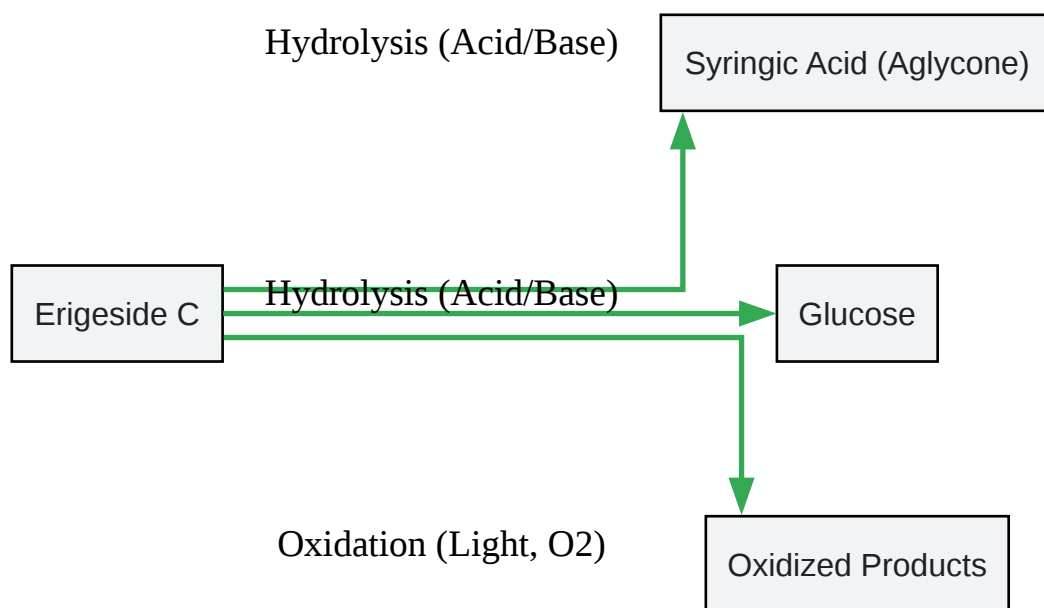 Hydrolysis (Acid/Base)
Syringic Acid (Aglycone)
Erigeside C
Hydrolysis (Acid/Base)
Glucose
Oxidation (Light, O2)
Oxidized Products